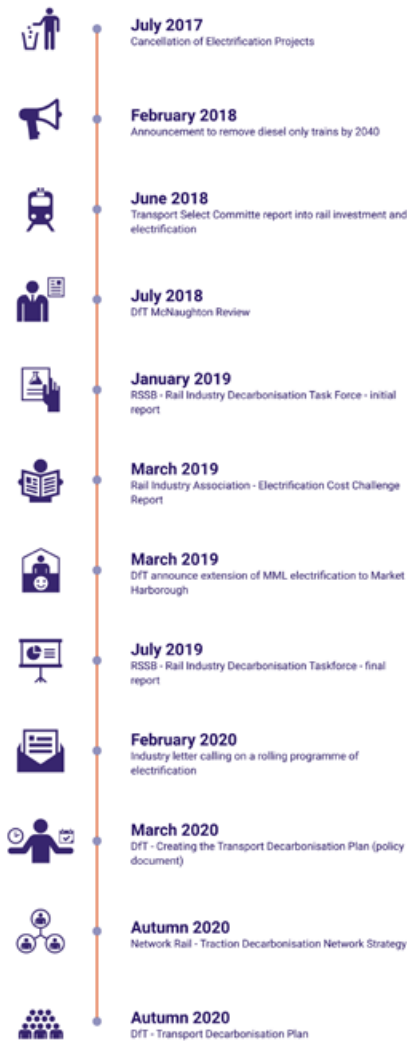 July 2017
Cancellation of Electrification Projects
February 2018
Announcement to remove diesel only trains by 2040
June 2018
Transport Select Committe report into rail investment and
electrification
July 2018
DfT McNaughton Review
January 2019
RSSB - Rail Industry Decarbonisation Task Force - initial
report
March 2019
Rail Industry Association - Electrification Cost Challenge
Report
March 2019
DfT announce extension of MML electrification to Market
Harborough
July 2019
RSSB - Rail Industry Decarbonisation Taskforce - final
report
February 2020
Industry letter calling on a rolling programme of
electrification
March 2020
DfT - Creating the Transport Decarbonisation Plan (policy
document)
Autumn 2020
Network Rail - Traction Decarbonisation Network Strategy
Autumn 2020
DfT - Transport Decarbonisation Plan